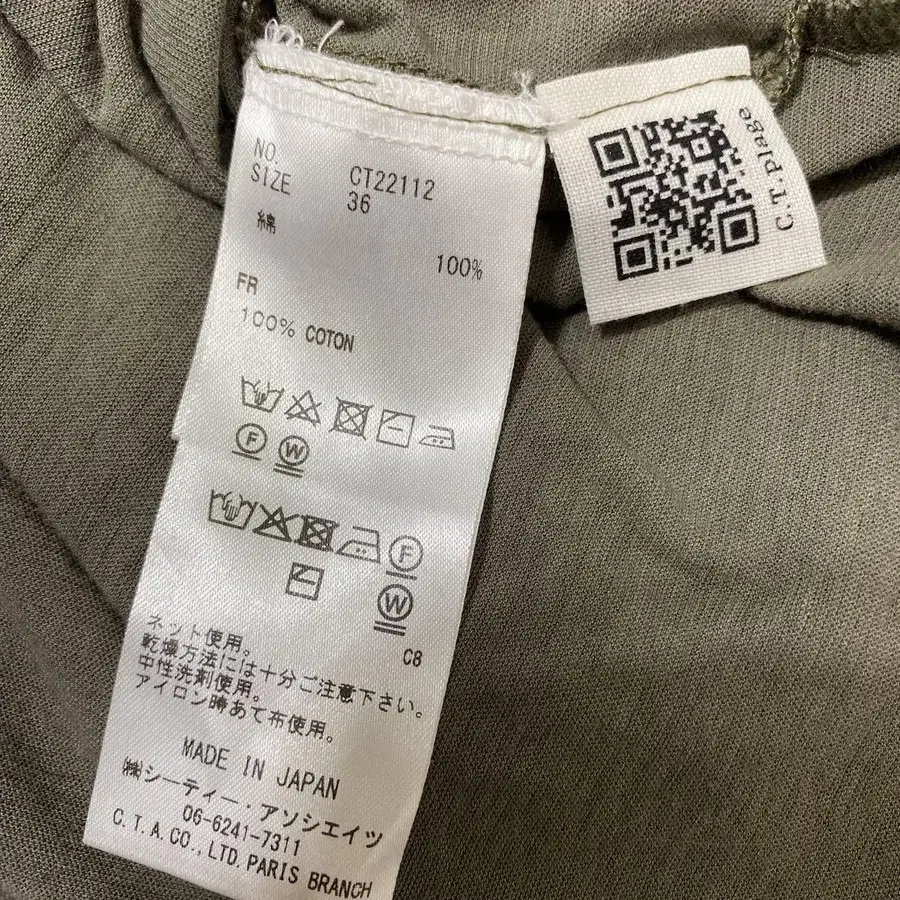 NO. CT22112
SIZE 36
綿
100%
FR
100% COTON
F W
F
W
C8
ネット使用。
乾燥方法には十分ご注意下さい。
中性洗剤使用。
アイロン時あて布使用。
MADE IN JAPAN
㈱シーティー・アソシエイツ
06-6241-7311
C.T.A.CO.,LTD.PARIS BRANCH
C.T.plage